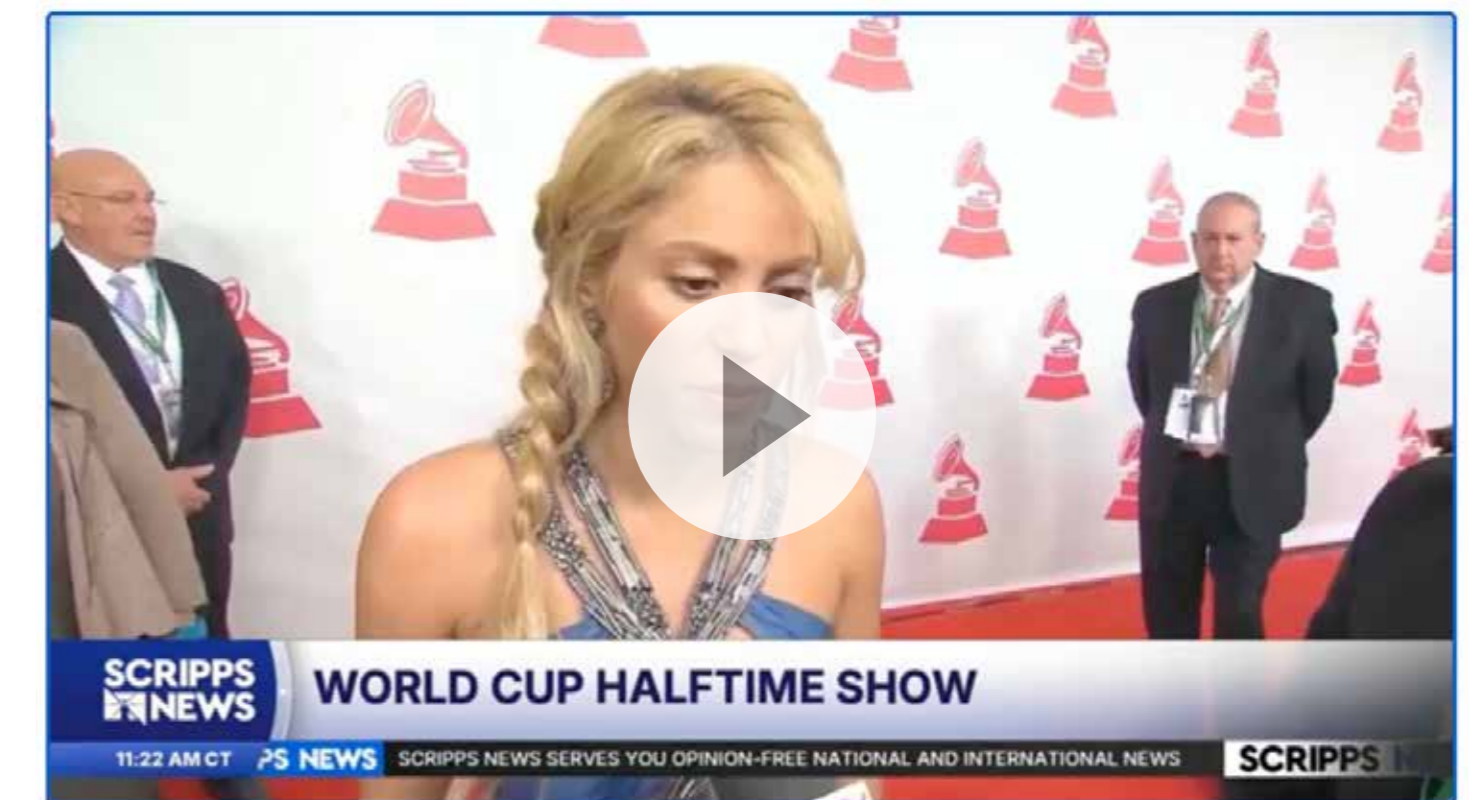 SCRIPPS
NEWS
WORLD CUP HALFTIME SHOW
11:22 AM CT
PS NEWS
SCRIPPS NEWS SERVES YOU OPINION-FREE NATIONAL AND INTERNATIONAL NEWS
SCRIPPS